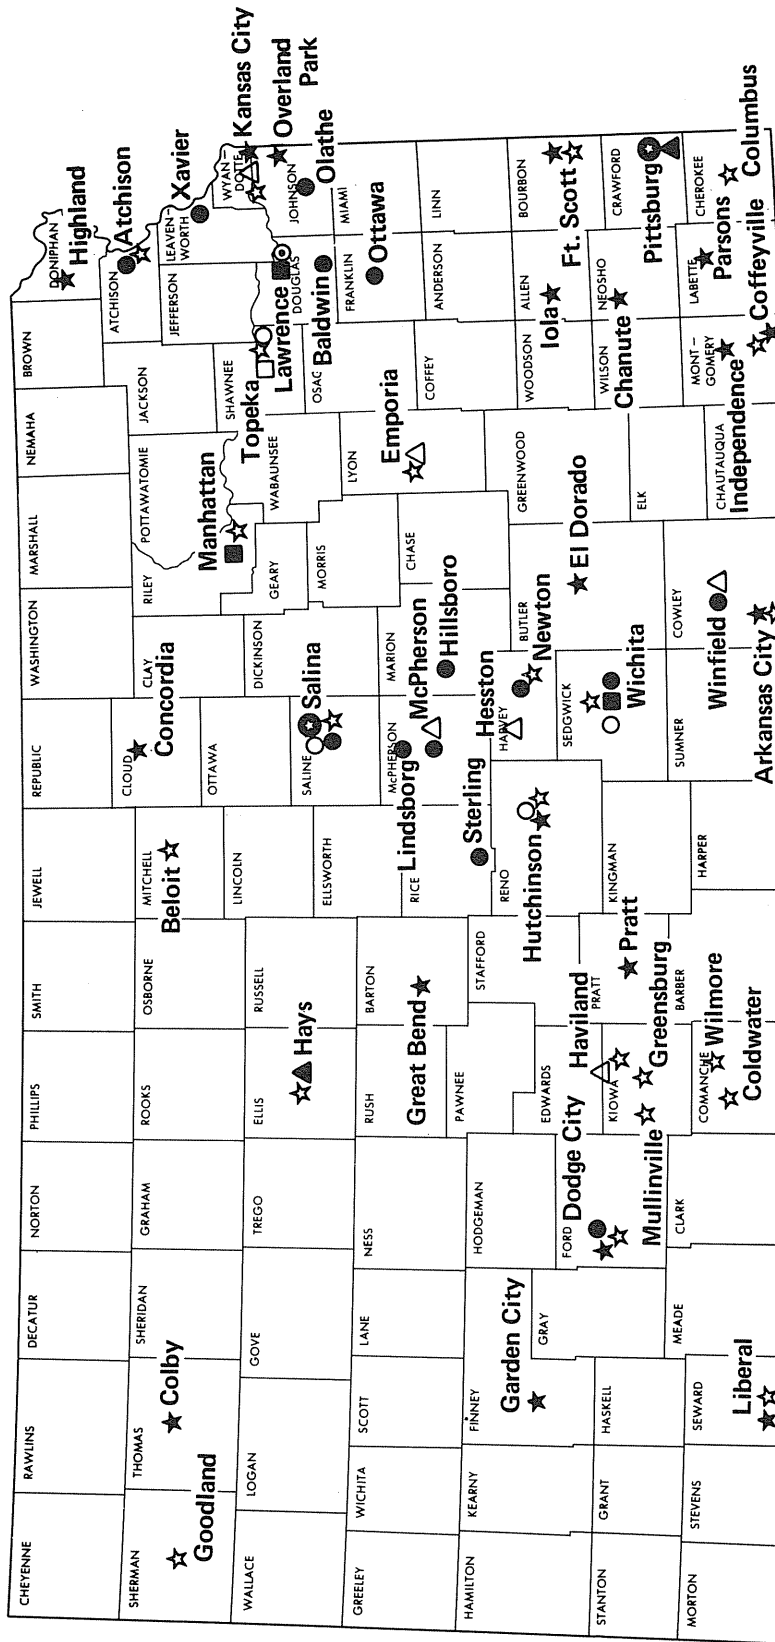 CHEYENNE
RAWLINS
DECATUR
NORTON
PHILLIPS
SMITH
JEWELL
REPUBLIC
WASHINGTON
MARSHALL
NEMAHA
BROWN
DONIPHAN
Highland
SHERMAN
Goodland
THOMAS
Colby
SHERIDAN
GRAHAM
ROOKS
OSBORNE
MITCHELL
Beloit
CLOUD
Concordia
CLAY
RILEY
POTTAWATOMIE
Manhattan
JACKSON
ATCHISON
Atchison
JEFFERSON
LEAVEN-
WORTH
Xavier
WYAN-
DOTTE
Kansas City
Overland
Park
WALLACE
LOGAN
GOVE
TREGO
ELLIS
Hays
RUSSELL
LINCOLN
OTTAWA
ELLSWORTH
SALINE
Salina
DICKINSON
GEARY
MORRIS
WABAUNSEE
SHAWNEE
Topeka
OSAG
DOUGLAS
Lawrence
Baldwin
JOHNSON
Olathe
GREELEY
WICHITA
SCOTT
LANE
NESS
RUSH
BARTON
Great Bend
RICE
Lindsborg
McPHERSON
McPherson
MARION
Hillsboro
CHASE
LYON
Emporia
COFFEY
FRANKLIN
Ottawa
MIAMI
ANDERSON
LINN
HAMILTON
KEARNY
FINNEY
Garden City
GRAY
HODGEMAN
PAWNEE
EDWARDS
FORD
Dodge City
STAFFORD
RENO
Sterling
Hutchinson
HARVEY
Hesston
Newton
BUTLER
El Dorado
GREENWOOD
WOODSON
ALLEN
Iola
BOURBON
Ft. Scott
STANTON
GRANT
HASKELL
Mullinville
KIOWA
Haviland
Greensburg
PRATT
Pratt
KINGMAN
SEDGWICK
Wichita
ELK
WILSON
Chanute
NEOSHO
CRAWFORD
Pittsburg
MORTON
STEVENS
SEWARD
Liberal
MEADE
CLARK
COMANCHE
Wilmore
Coldwater
BARBER
HARPER
SUMNER
COWLEY
Winfield
Arkansas City
CHAUTAUQUA
Independence
MONT-
GOMERY
Coffeyville
LABETTE
Parsons
CHEROKEE
Columbus